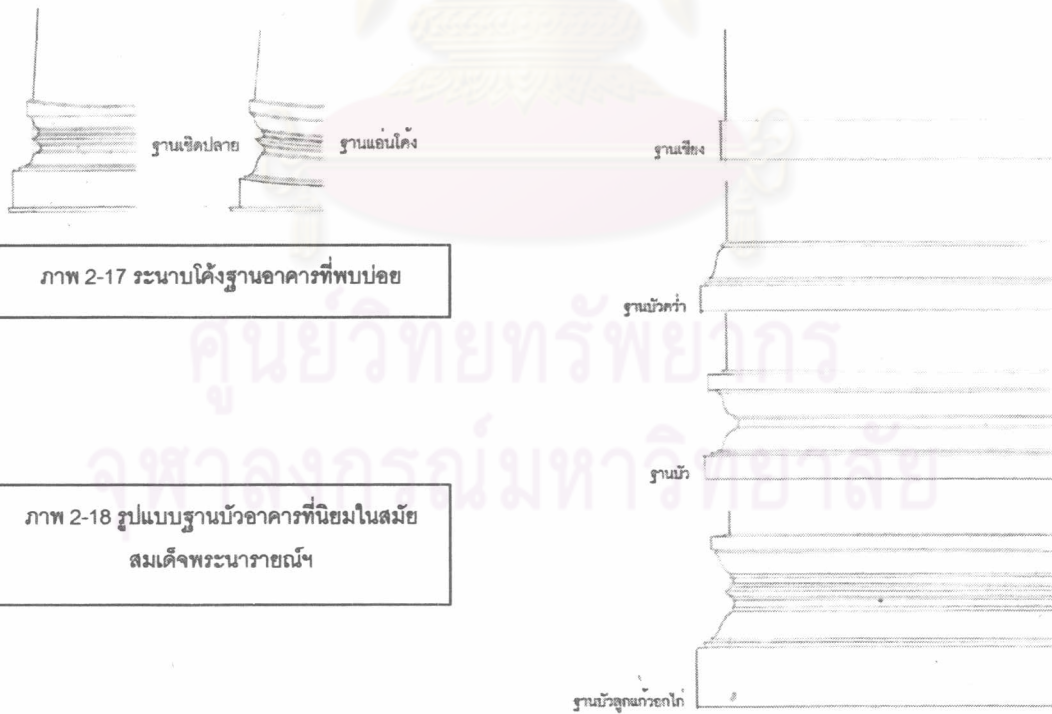 ฐานเชิดปลาย
ฐานแอ่นโค้ง
ภาพ 2-17 ระนาบโค้งฐานอาคารที่พบบ่อย
ภาพ 2-18 รูปแบบฐานบัวอาคารที่นิยมในสมัย
สมเด็จพระนารายณ์ฯ
ฐานเขียง
ฐานบัวคว่ำ
ฐานบัว
ฐานบัวลูกแก้วอกไก่
ศูนย์วิทยทรัพยากร
จุฬาลงกรณ์มหาวิทยาลัย